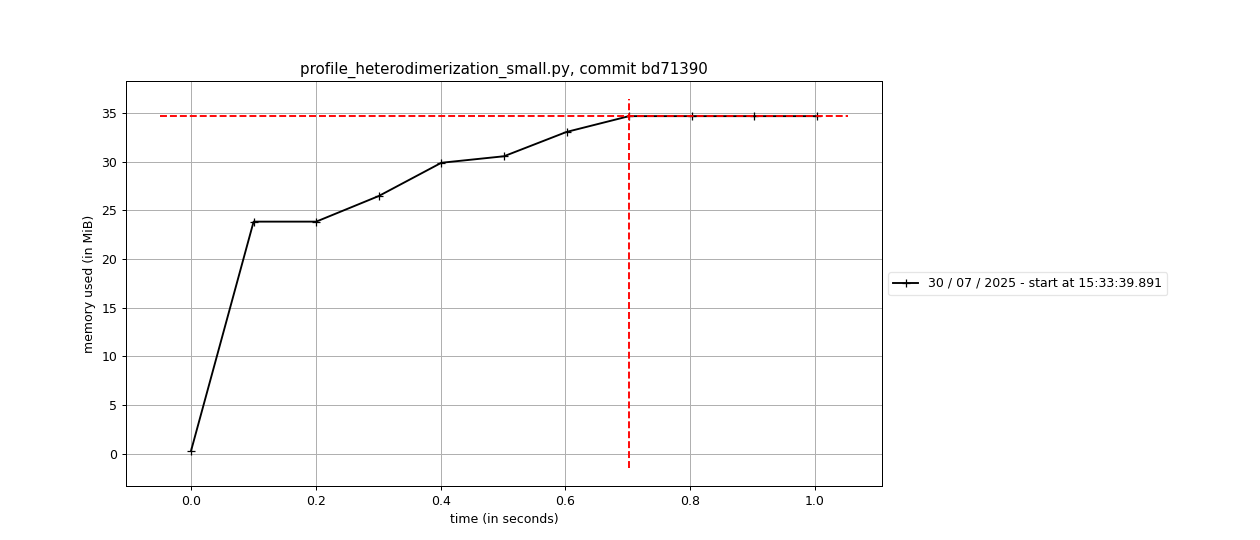 profile_heterodimerization_small.py, commit bd71390
memory used (in MiB)
35
30
25
20
15
10
5
0
0.0 0.2 0.4 0.6 0.8 1.0
time (in seconds)
30 / 07 / 2025 - start at 15:33:39.891